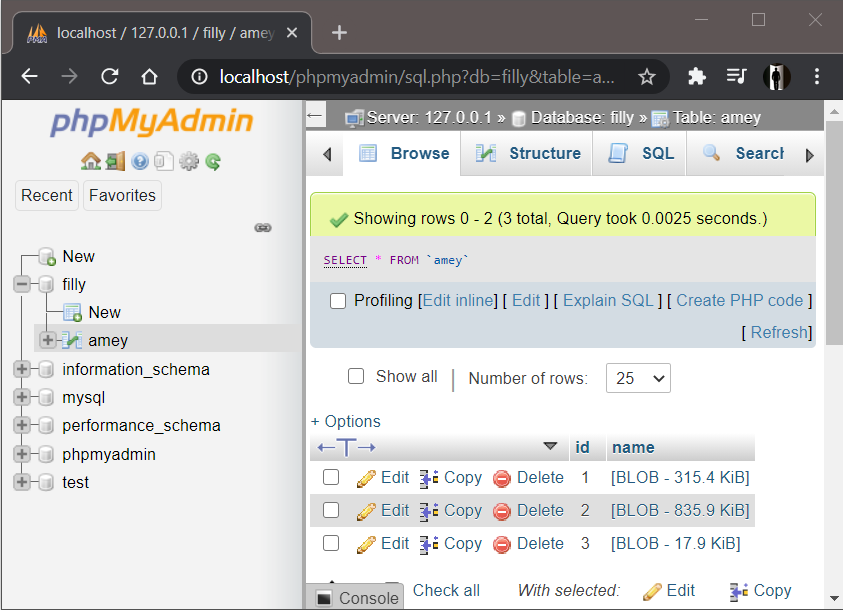 localhost / 127.0.0.1 / filly / amey
localhost/phpmyadmin/sql.php?db=filly&table=a...
phpMyAdmin
Recent Favorites
New
filly
New
amey
information_schema
mysql
performance_schema
phpmyadmin
test
Server: 127.0.0.1 » Database: filly » Table: amey
Browse Structure SQL Search
Showing rows 0 - 2 (3 total, Query took 0.0025 seconds.)
SELECT * FROM `amey`
Profiling [Edit inline] [ Edit ] [ Explain SQL ] [ Create PHP code ]
[ Refresh]
Show all | Number of rows: 25
+ Options
←T→ id name
Edit Copy Delete 1 [BLOB - 315.4 KiB]
Edit Copy Delete 2 [BLOB - 835.9 KiB]
Edit Copy Delete 3 [BLOB - 17.9 KiB]
Check all With selected: Edit Copy
Console